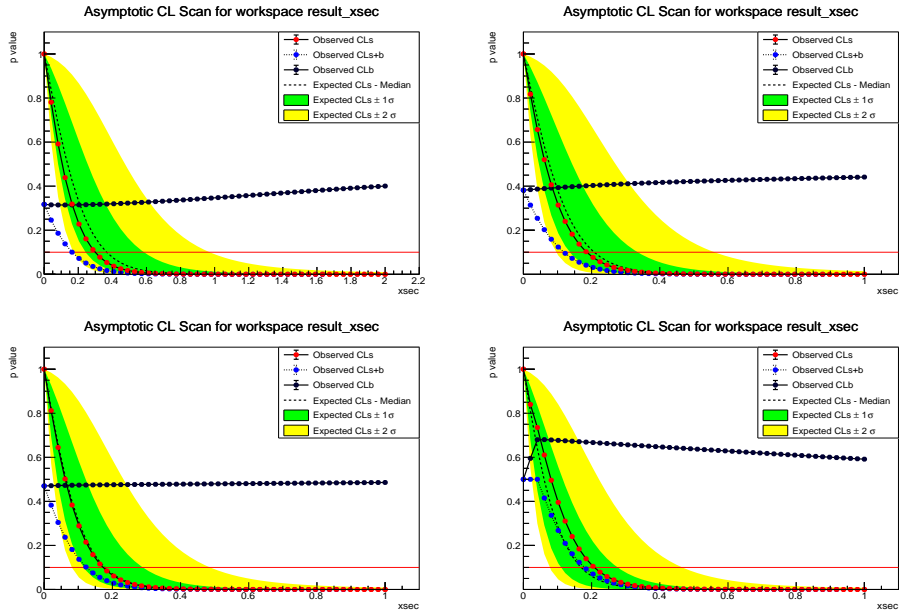 Asymptotic CL Scan for workspace result_xsec
p value
Observed CLs
Observed CLs+b
Observed CLb
Expected CLs - Median
Expected CLs ± 1σ
Expected CLs ± 2 σ
1
0.8
0.6
0.4
0.2
0
0 0.2 0.4 0.6 0.8 1 1.2 1.4 1.6 1.8 2 2.2
xsec
Asymptotic CL Scan for workspace result_xsec
p value
Observed CLs
Observed CLs+b
Observed CLb
Expected CLs - Median
Expected CLs ± 1σ
Expected CLs ± 2 σ
1
0.8
0.6
0.4
0.2
0
0 0.2 0.4 0.6 0.8 1
xsec
Asymptotic CL Scan for workspace result_xsec
p value
Observed CLs
Observed CLs+b
Observed CLb
Expected CLs - Median
Expected CLs ± 1σ
Expected CLs ± 2 σ
1
0.8
0.6
0.4
0.2
0
0 0.2 0.4 0.6 0.8 1
xsec
Asymptotic CL Scan for workspace result_xsec
p value
Observed CLs
Observed CLs+b
Observed CLb
Expected CLs - Median
Expected CLs ± 1σ
Expected CLs ± 2 σ
1
0.8
0.6
0.4
0.2
0
0 0.2 0.4 0.6 0.8 1
xsec